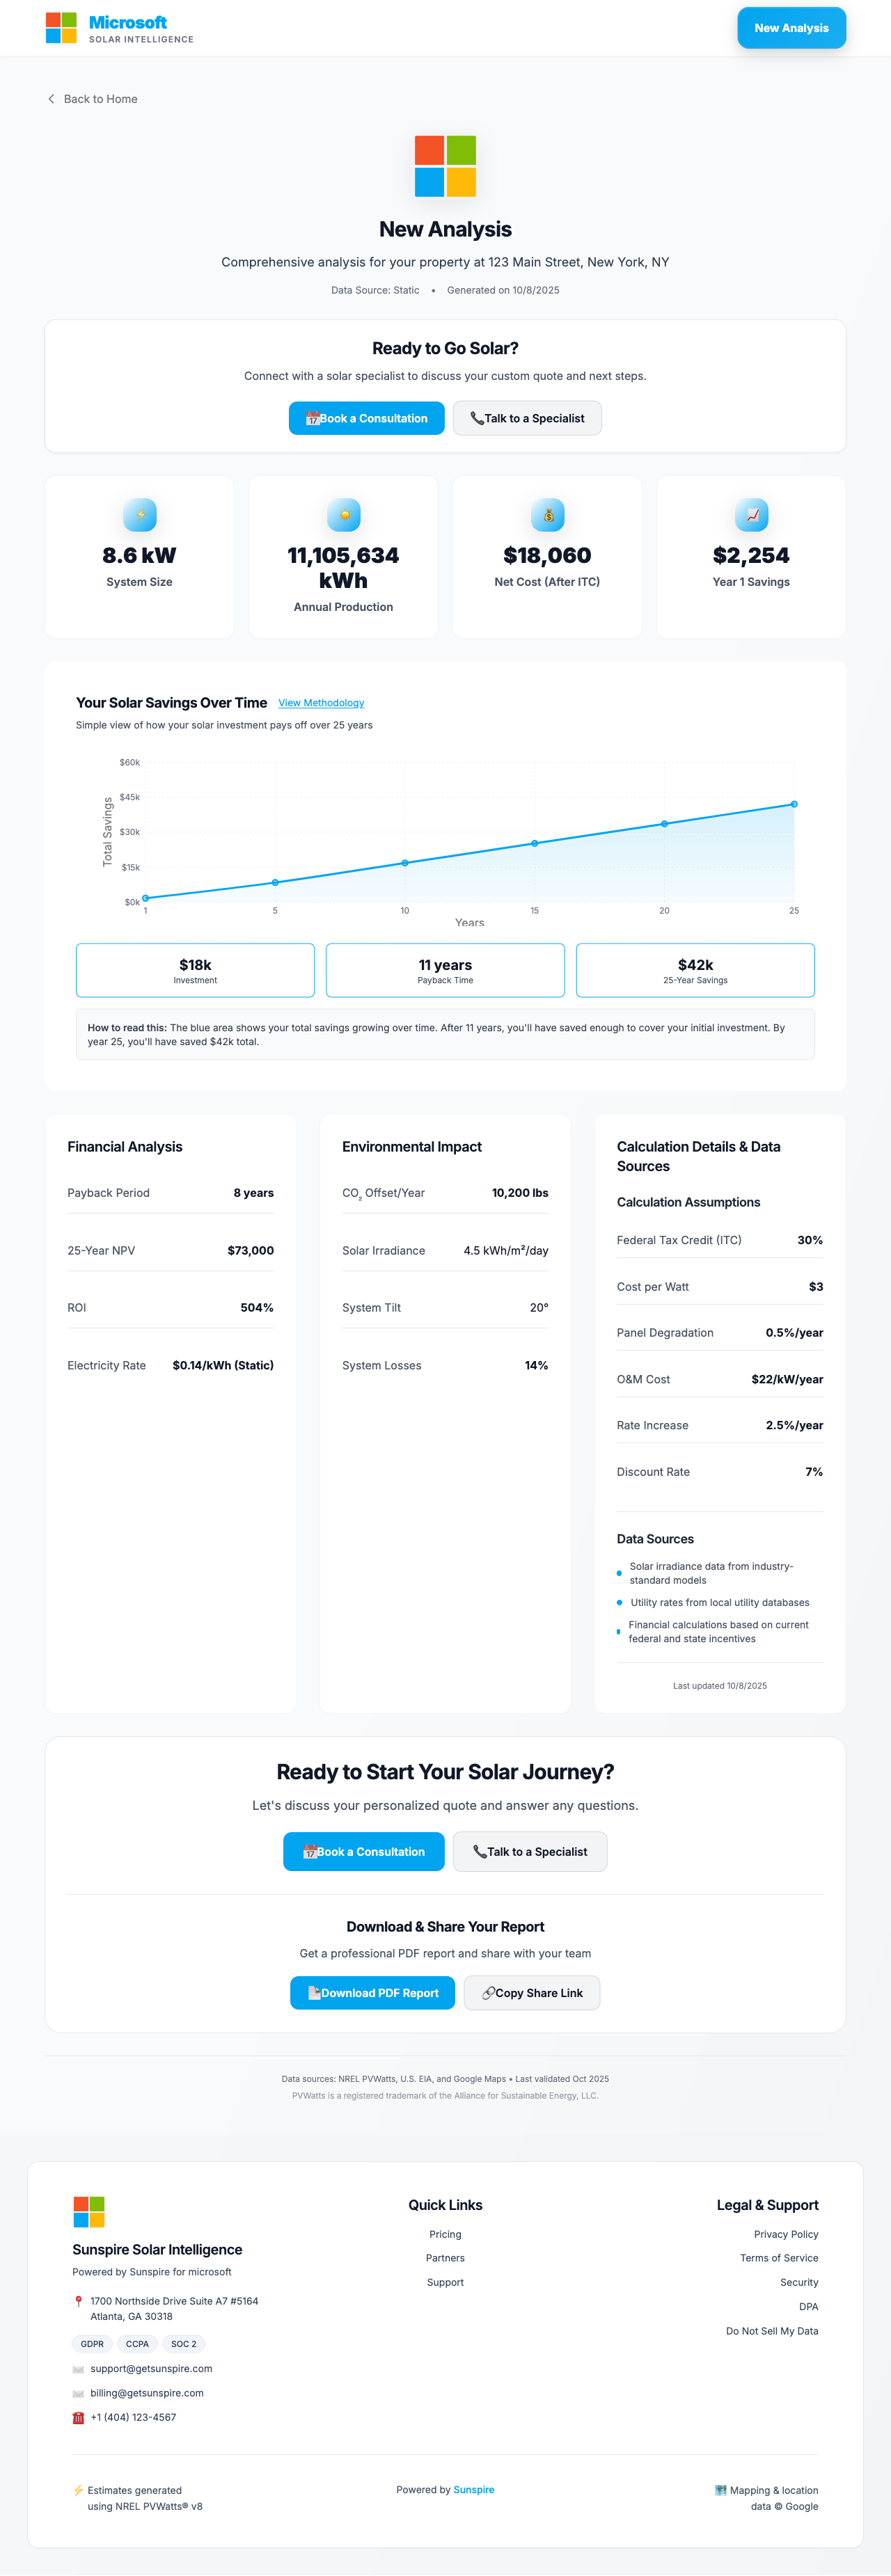 Microsoft
SOLAR INTELLIGENCE
New Analysis
Back to Home
New Analysis
Comprehensive analysis for your property at 123 Main Street, New York, NY
Data Source: Static • Generated on 10/8/2025
Ready to Go Solar?
Connect with a solar specialist to discuss your custom quote and next steps.
Book a Consultation
Talk to a Specialist
8.6 kW
System Size
11,105,634
kWh
Annual Production
$18,060
Net Cost (After ITC)
$2,254
Year 1 Savings
Your Solar Savings Over Time
View Methodology
Simple view of how your solar investment pays off over 25 years
Total Savings
$60k
$45k
$30k
$15k
$0k
1
5
10
15
20
25
Years
$18k
Investment
11 years
Payback Time
$42k
25-Year Savings
How to read this: The blue area shows your total savings growing over time. After 11 years, you'll have saved enough to cover your initial investment. By
year 25, you'll have saved $42k total.
Financial Analysis
Payback Period 8 years
25-Year NPV $73,000
ROI 504%
Electricity Rate $0.14/kWh (Static)
Environmental Impact
CO₂ Offset/Year 10,200 lbs
Solar Irradiance 4.5 kWh/m²/day
System Tilt 20°
System Losses 14%
Calculation Details & Data
Sources
Calculation Assumptions
Federal Tax Credit (ITC) 30%
Cost per Watt $3
Panel Degradation 0.5%/year
O&M Cost $22/kW/year
Rate Increase 2.5%/year
Discount Rate 7%
Data Sources
Solar irradiance data from industry-
standard models
Utility rates from local utility databases
Financial calculations based on current
federal and state incentives
Last updated 10/8/2025
Ready to Start Your Solar Journey?
Let's discuss your personalized quote and answer any questions.
Book a Consultation
Talk to a Specialist
Download & Share Your Report
Get a professional PDF report and share with your team
Download PDF Report
Copy Share Link
Data sources: NREL PVWatts, U.S. EIA, and Google Maps • Last validated Oct 2025
PVWatts is a registered trademark of the Alliance for Sustainable Energy, LLC.
Sunspire Solar Intelligence
Powered by Sunspire for microsoft
1700 Northside Drive Suite A7 #5164
Atlanta, GA 30318
GDPR
CCPA
SOC 2
support@getsunspire.com
billing@getsunspire.com
+1 (404) 123-4567
Quick Links
Pricing
Partners
Support
Legal & Support
Privacy Policy
Terms of Service
Security
DPA
Do Not Sell My Data
Estimates generated
using NREL PVWatts® v8
Powered by Sunspire
Mapping & location
data © Google